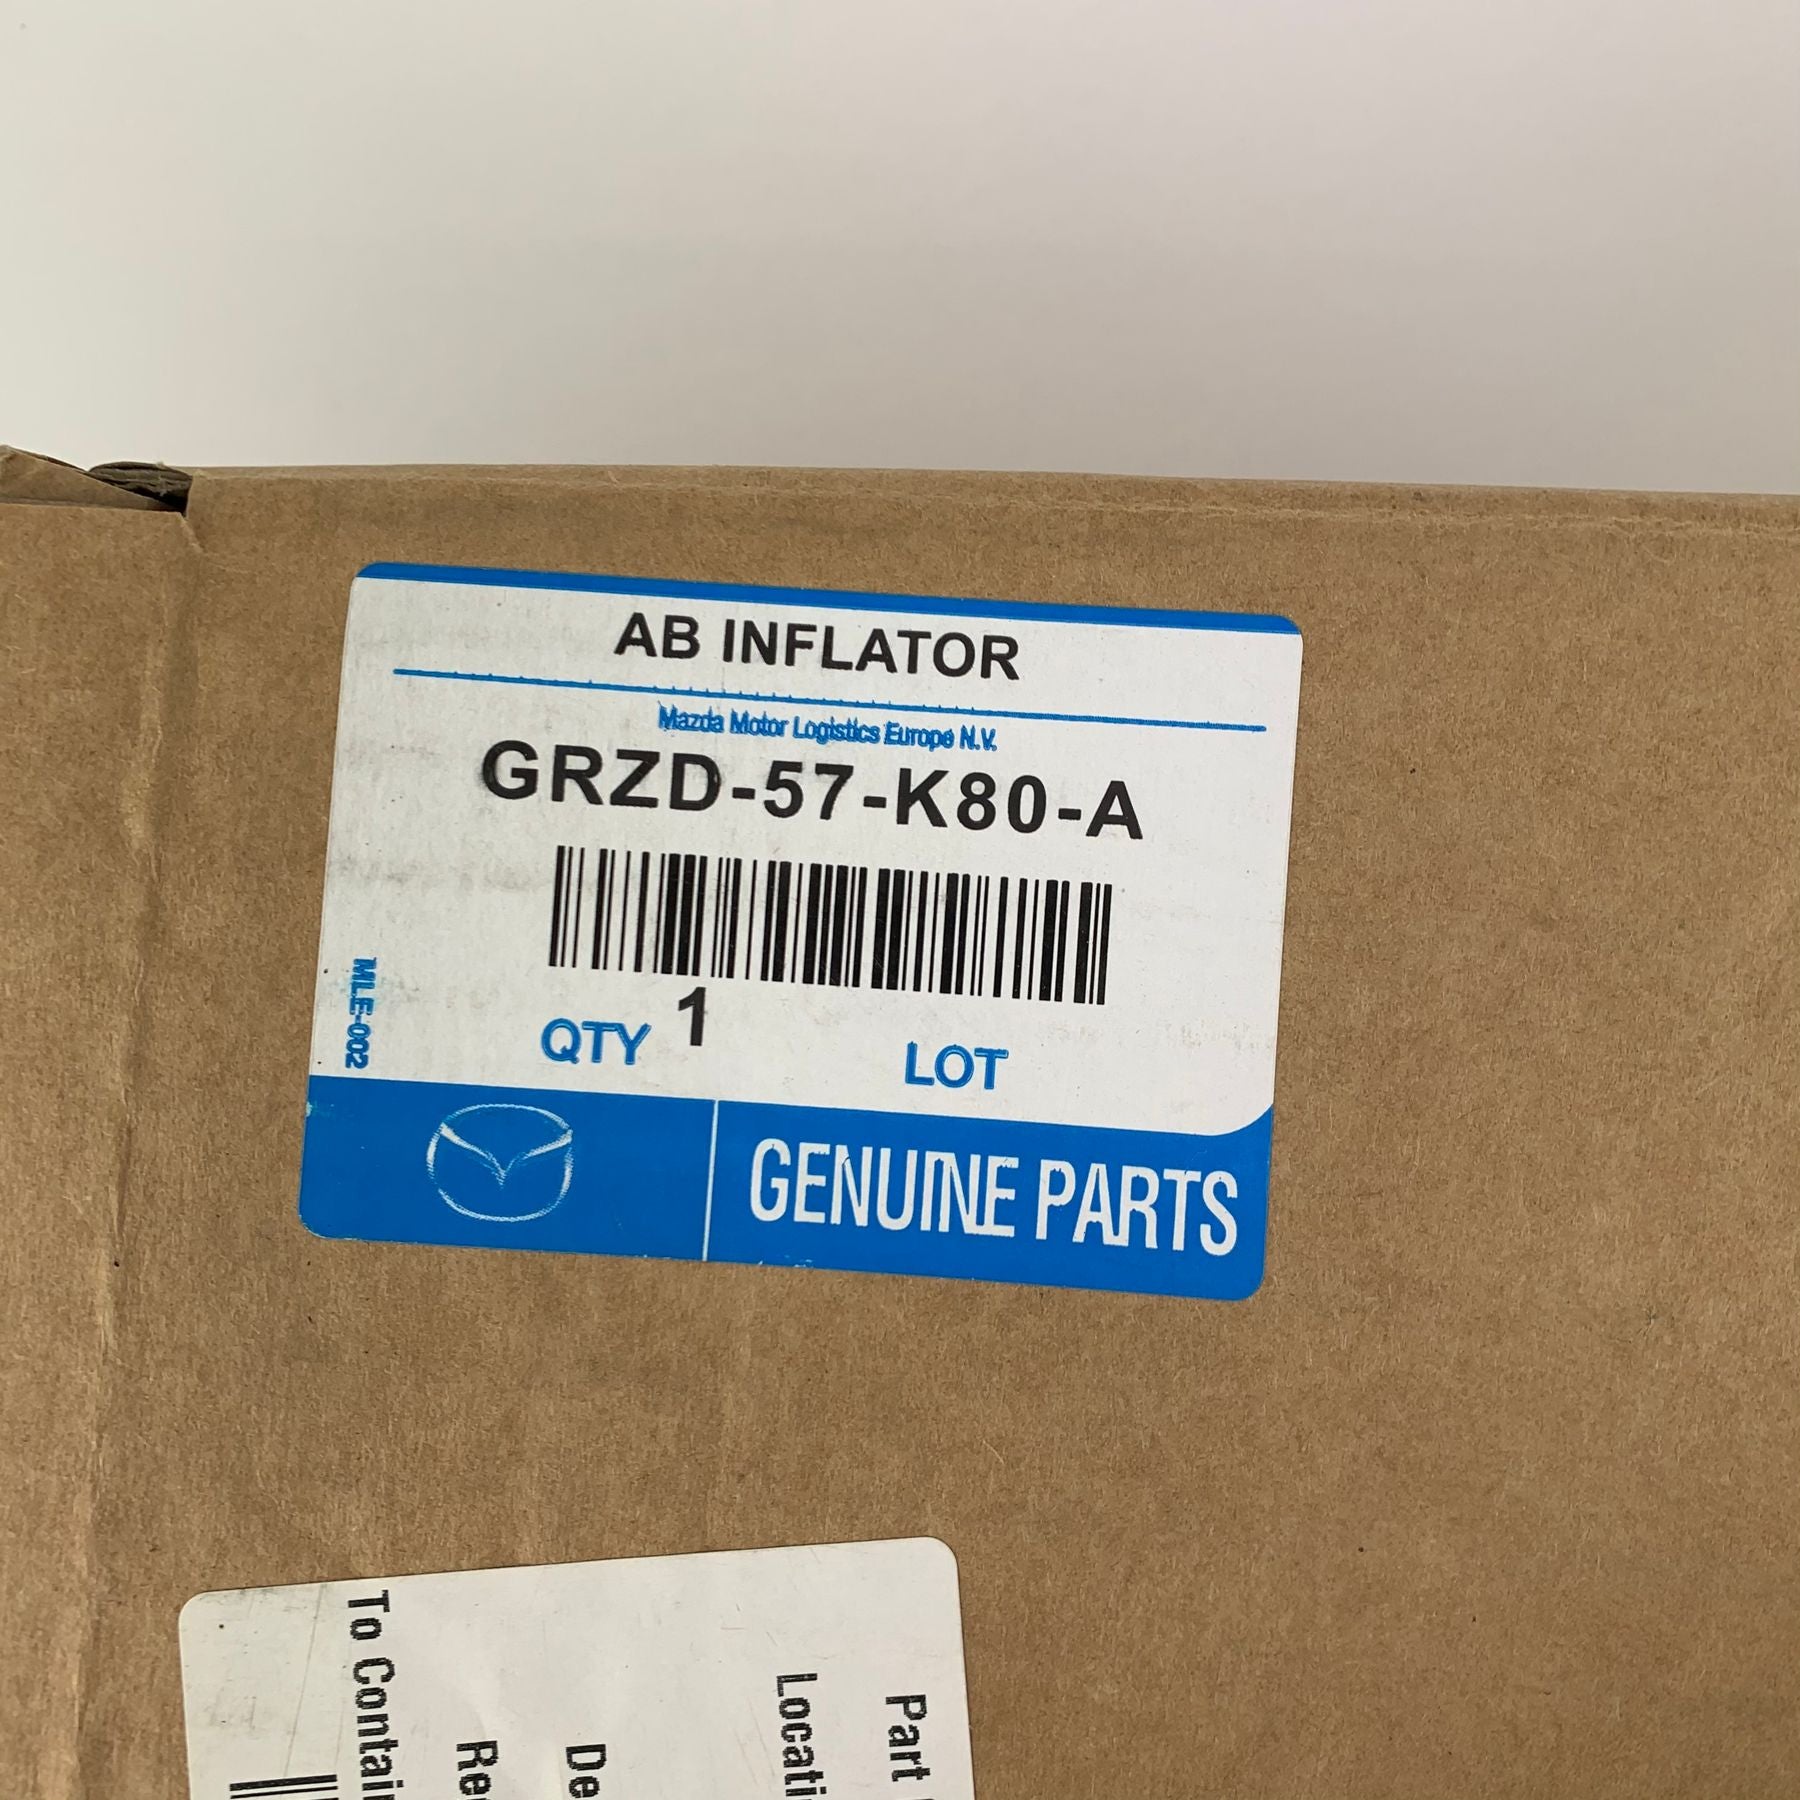 AB INFLATOR
Mazda Motor Logistics Europe N.V.
GRZD-57-K80-A
MLE-002
QTY 1
LOT
GENUINE PARTS
Part
Locati
De
Re
To Contain